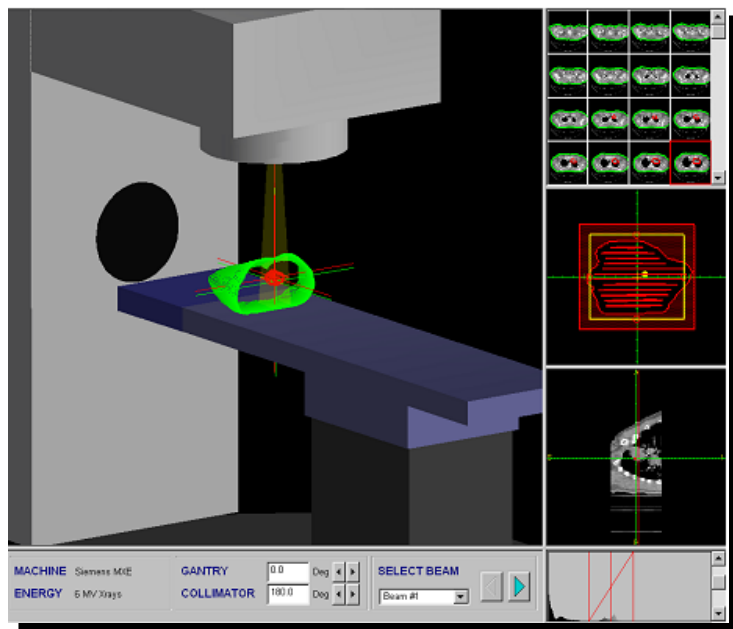 MACHINE Siemens MXE GANTRY 0.0 Deg SELECT BEAM
ENERGY 6 MV Xrays COLLIMATOR 180.0 Deg Beam #1